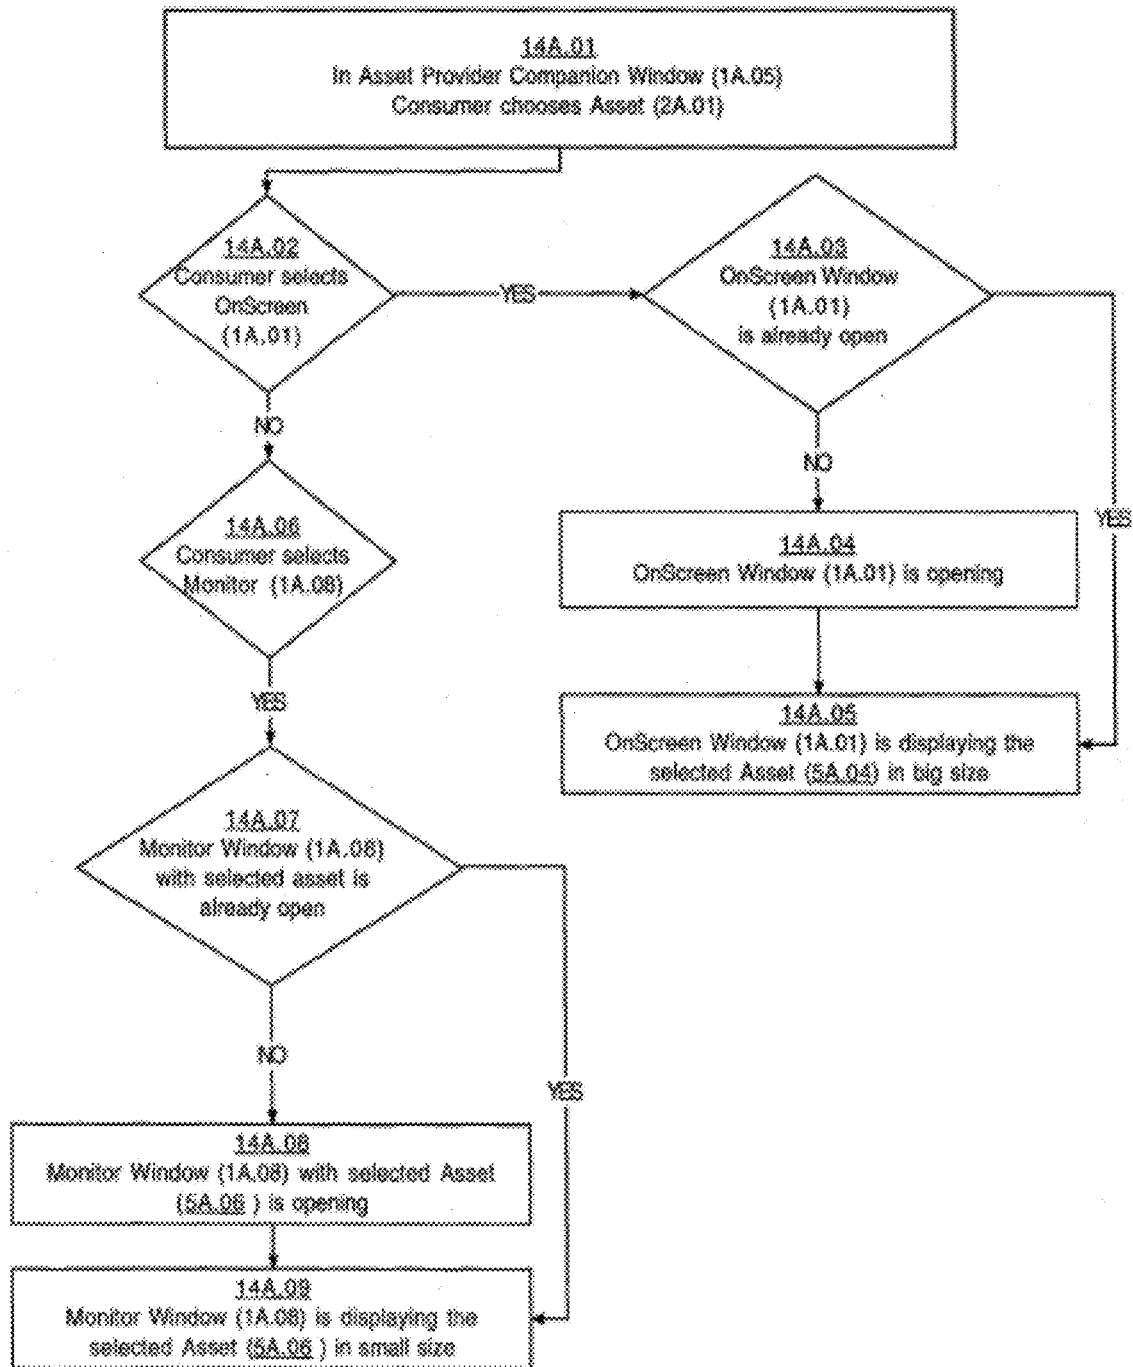 14A.01
In Asset Provider Companion Window (1A.05)
Consumer chooses Asset (2A.01)
14A.02
Consumer selects
OnScreen
(1A.01)
YES
14A.03
OnScreen Window
(1A.01)
is already open
NO
NO
YES
14A.06
Consumer selects
Monitor (1A.08)
14A.04
OnScreen Window (1A.01) is opening
YES
14A.05
OnScreen Window (1A.01) is displaying the
selected Asset (5A.04) in big size
14A.07
Monitor Window (1A.08)
with selected asset is
already open
NO
YES
14A.08
Monitor Window (1A.08) with selected Asset
(5A.06 ) is opening
14A.09
Monitor Window (1A.08) is displaying the
selected Asset (5A.06 ) in small size